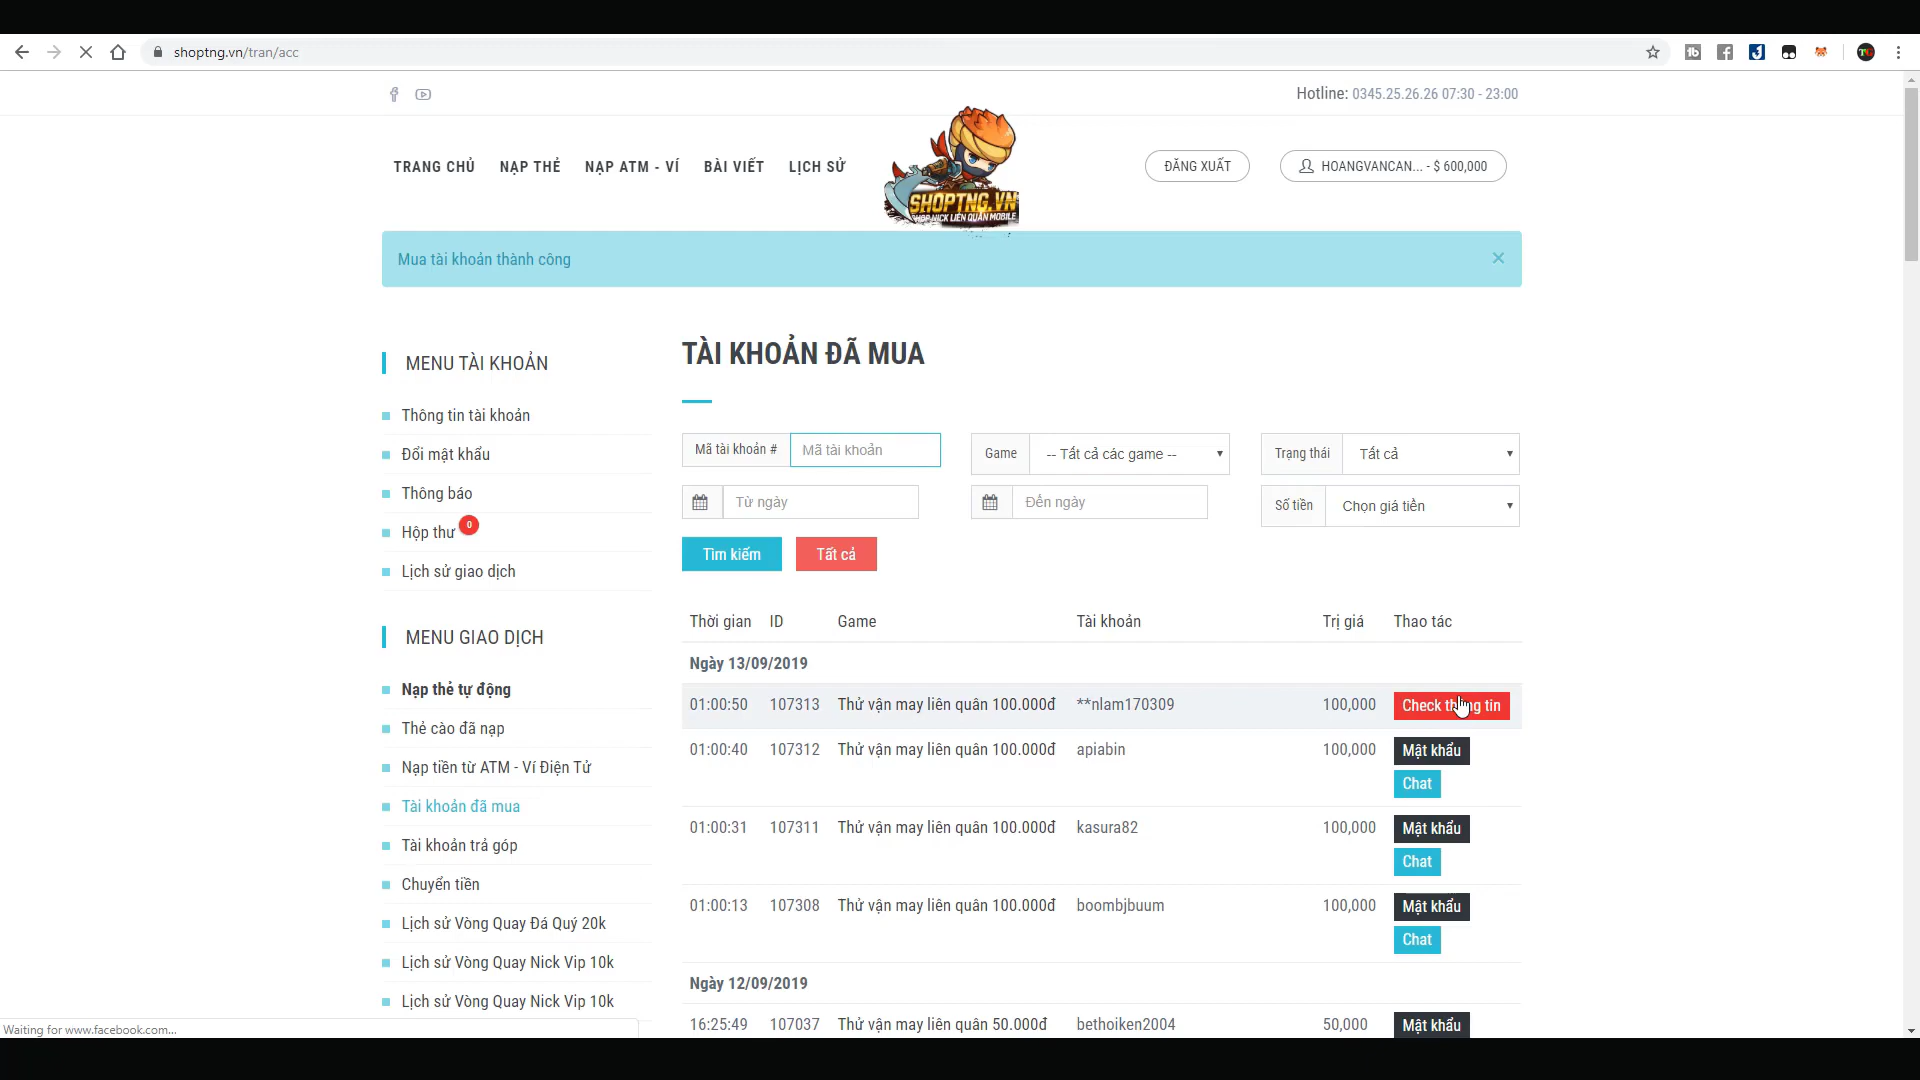 shoptng.vn/tran/acc
Hotline: 0345.25.26.26 07:30 - 23:00
TRANG CHỦ
NẠP THẺ
NẠP ATM - VÍ
BÀI VIẾT
LỊCH SỬ
SHOPTNG.VN
SHOP NICK LIÊN QUÂN MOBILE
ĐĂNG XUẤT
HOANGVANCAN... - $ 600,000
Mua tài khoản thành công
×
MENU TÀI KHOẢN
Thông tin tài khoản
Đổi mật khẩu
Thông báo
Hộp thư 0
Lịch sử giao dịch
MENU GIAO DỊCH
Nạp thẻ tự động
Thẻ cào đã nạp
Nạp tiền từ ATM - Ví Điện Tử
Tài khoản đã mua
Tài khoản trả góp
Chuyển tiền
Lịch sử Vòng Quay Đá Quý 20k
Lịch sử Vòng Quay Nick Vip 10k
Lịch sử Vòng Quay Nick Vip 10k
TÀI KHOẢN ĐÃ MUA
Mã tài khoản # Mã tài khoản
Game -- Tất cả các game --
Trạng thái Tất cả
Từ ngày
Đến ngày
Số tiền Chọn giá tiền
Tìm kiếm
Tất cả
Thời gian ID Game Tài khoản Trị giá Thao tác
Ngày 13/09/2019
01:00:50 107313 Thử vận may liên quân 100.000đ **nlam170309 100,000 Check thông tin
01:00:40 107312 Thử vận may liên quân 100.000đ apiabin 100,000 Mật khẩu
Chat
01:00:31 107311 Thử vận may liên quân 100.000đ kasura82 100,000 Mật khẩu
Chat
01:00:13 107308 Thử vận may liên quân 100.000đ boombjbuum 100,000 Mật khẩu
Chat
Ngày 12/09/2019
16:25:49 107037 Thử vận may liên quân 50.000đ bethoiken2004 50,000 Mật khẩu
Waiting for www.facebook.com...